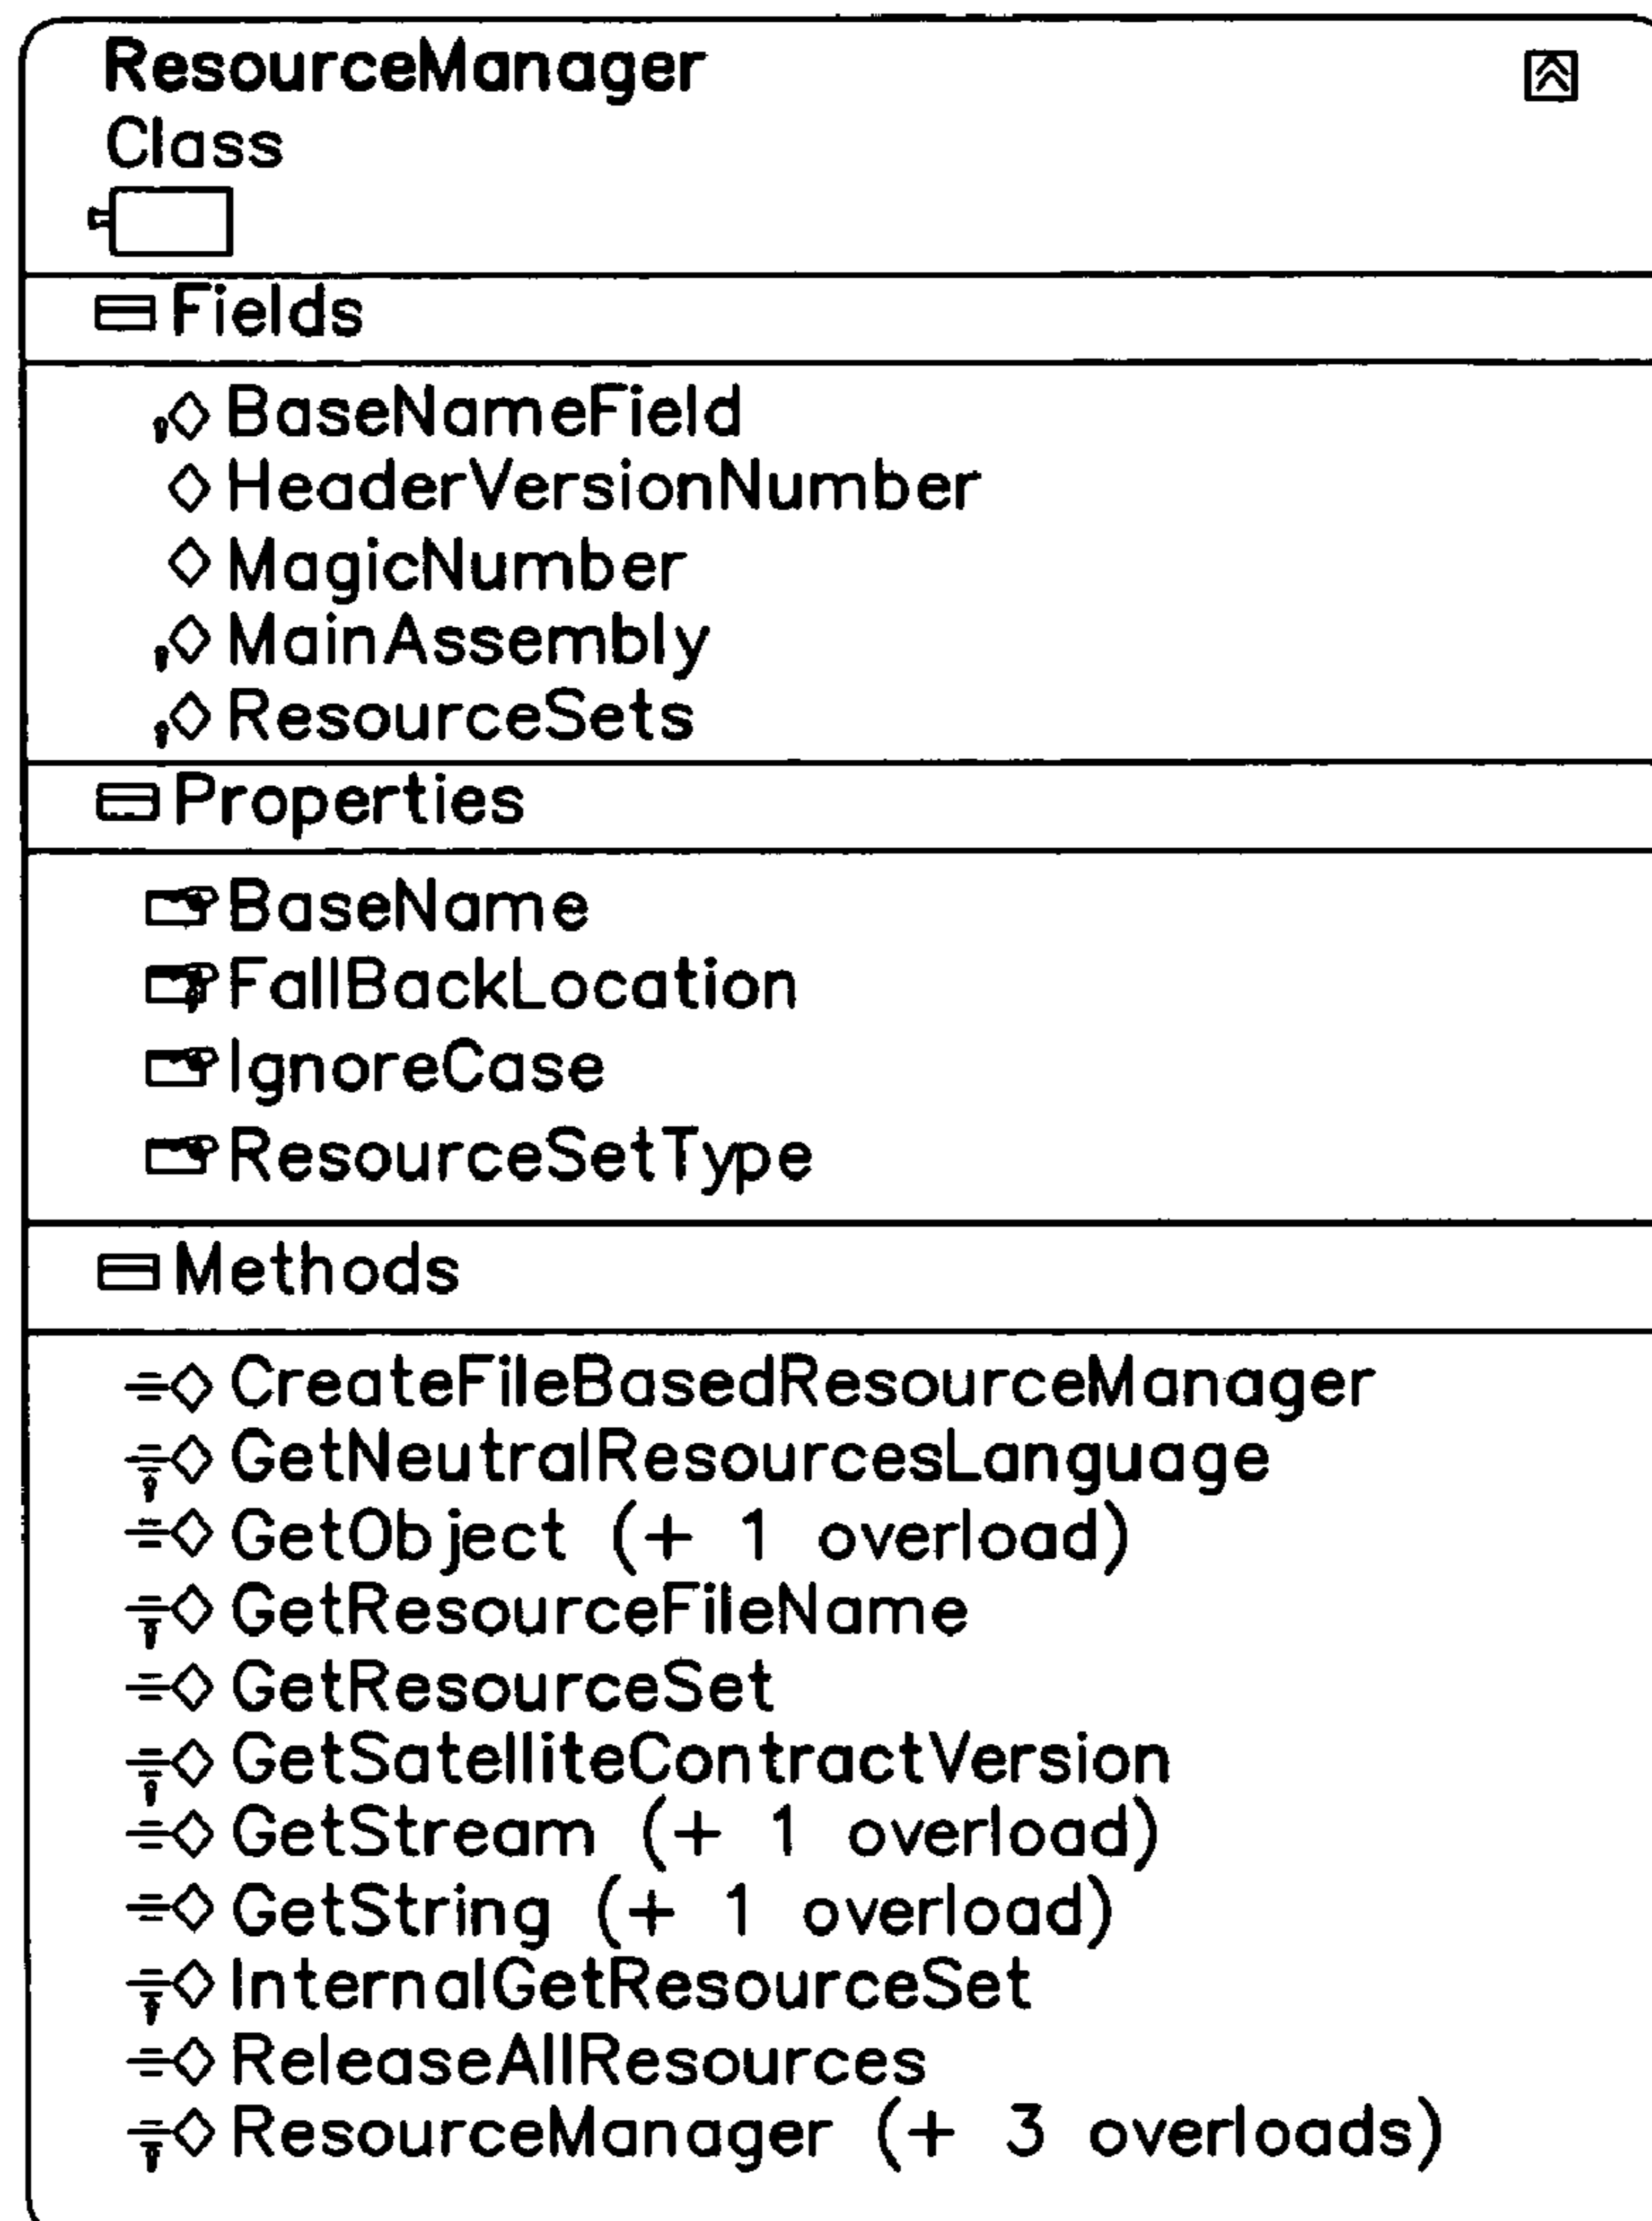 ResourceManager
Class
Fields
BaseNameField
HeaderVersionNumber
MagicNumber
MainAssembly
ResourceSets
Properties
BaseName
FallBackLocation
IgnoreCase
ResourceSetType
Methods
CreateFileBasedResourceManager
GetNeutralResourcesLanguage
GetObject (+ 1 overload)
GetResourceFileName
GetResourceSet
GetSatelliteContractVersion
GetStream (+ 1 overload)
GetString (+ 1 overload)
InternalGetResourceSet
ReleaseAllResources
ResourceManager (+ 3 overloads)